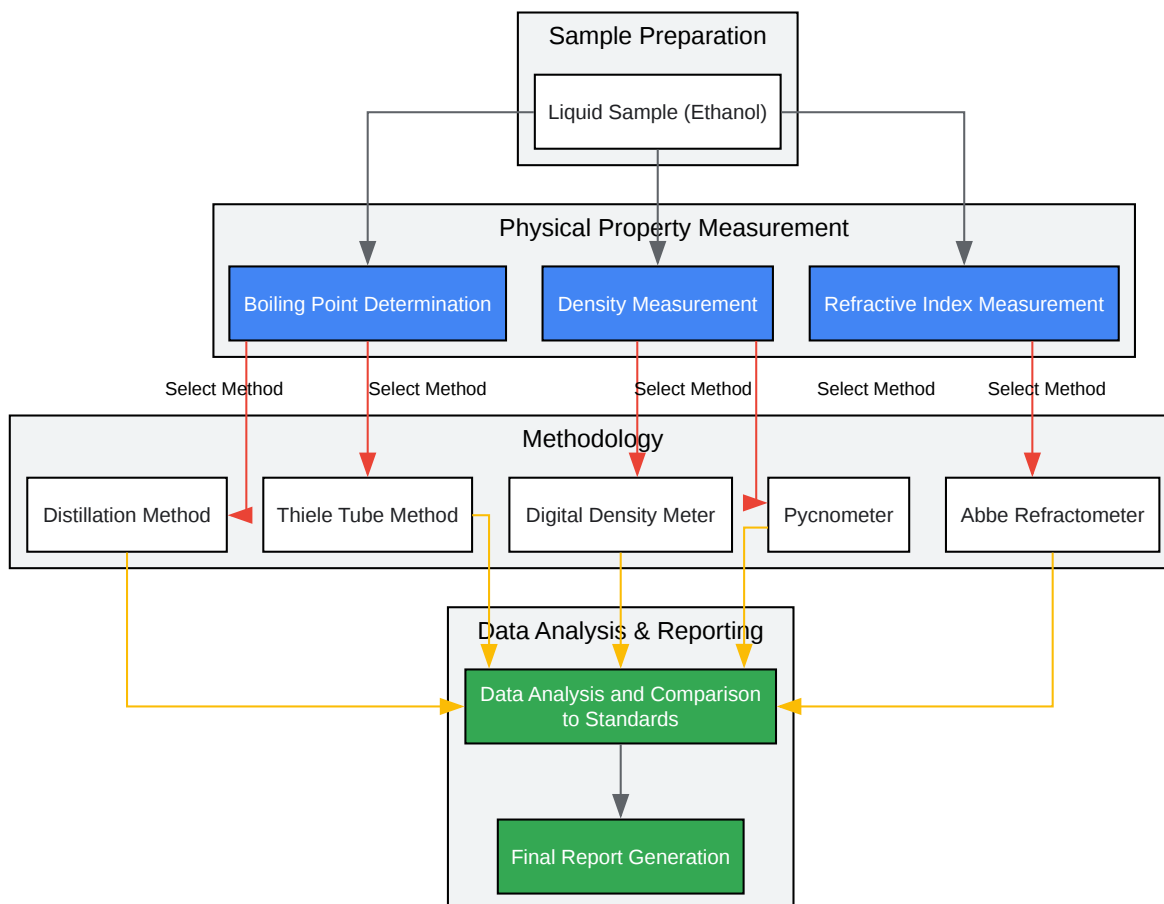 Sample Preparation
Liquid Sample (Ethanol)
Physical Property Measurement
Boiling Point Determination
Density Measurement
Refractive Index Measurement
Select Method
Select Method
Select Method
Select Method
Select Method
Methodology
Distillation Method
Thiele Tube Method
Digital Density Meter
Pycnometer
Abbe Refractometer
Data Analysis & Reporting
Data Analysis and Comparison
to Standards
Final Report Generation